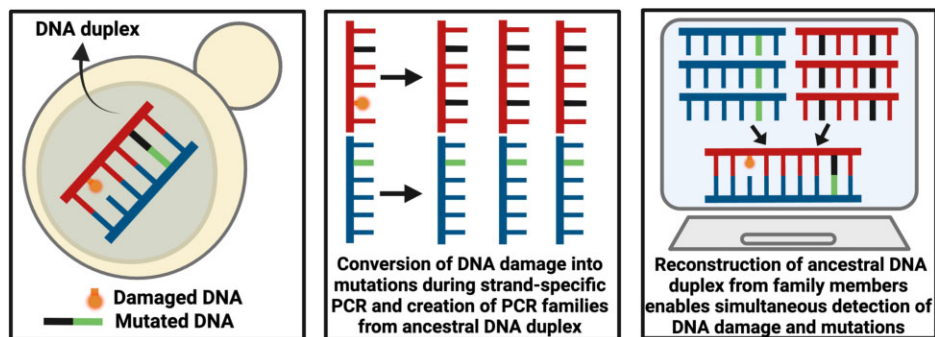 DNA duplex
Damaged DNA
Mutated DNA
Conversion of DNA damage into
mutations during strand-specific
PCR and creation of PCR families
from ancestral DNA duplex
Reconstruction of ancestral DNA
duplex from family members
enables simultaneous detection of
DNA damage and mutations